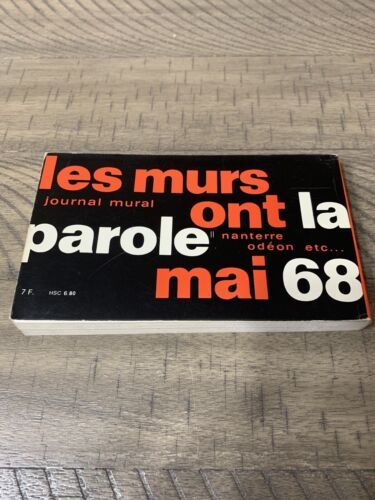 les murs
journal mural
ont la
parole
nanterre
odéon etc...
mai 68
7 F. HSC 6.80